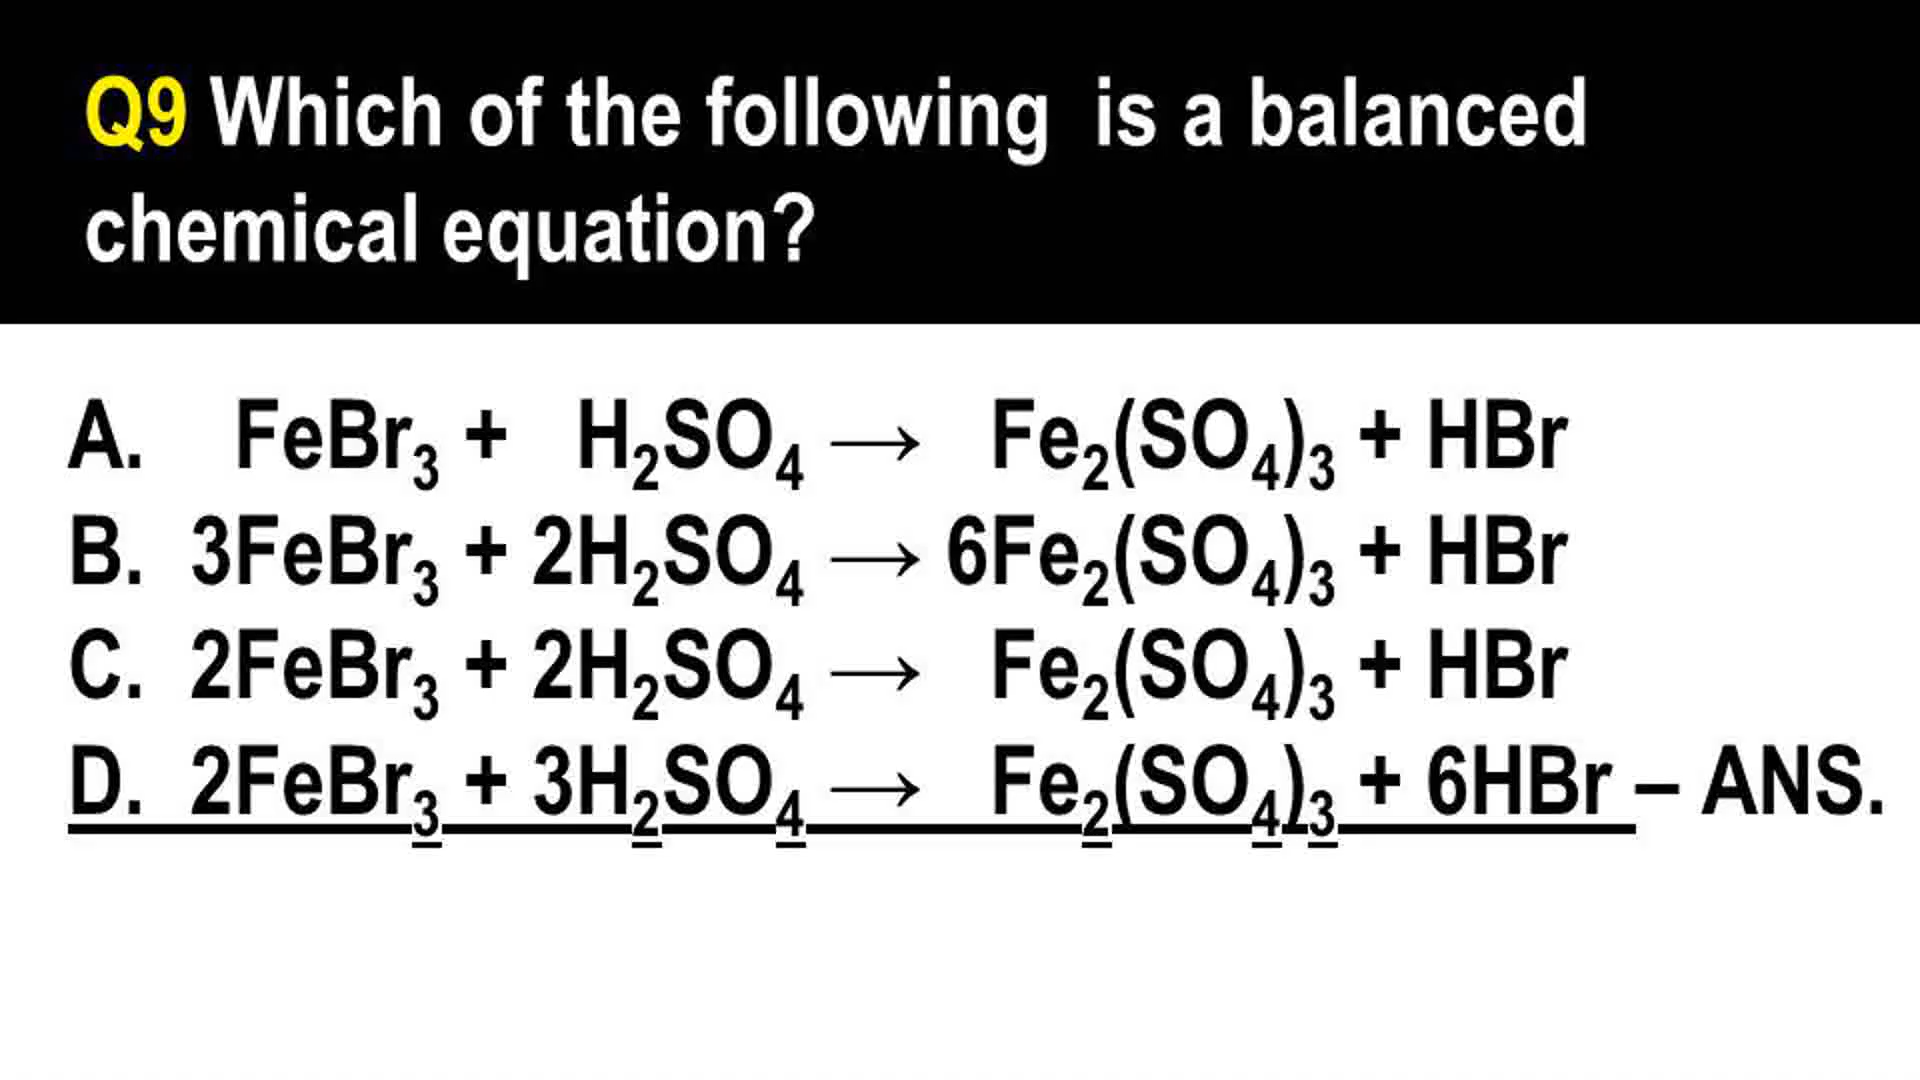 Q9 Which of the following is a balanced
chemical equation?
A. FeBr₃ + H₂SO₄ → Fe₂(SO₄)₃ + HBr
B. 3FeBr₃ + 2H₂SO₄ → 6Fe₂(SO₄)₃ + HBr
C. 2FeBr₃ + 2H₂SO₄ → Fe₂(SO₄)₃ + HBr
D. 2FeBr₃ + 3H₂SO₄ → Fe₂(SO₄)₃ + 6HBr – ANS.